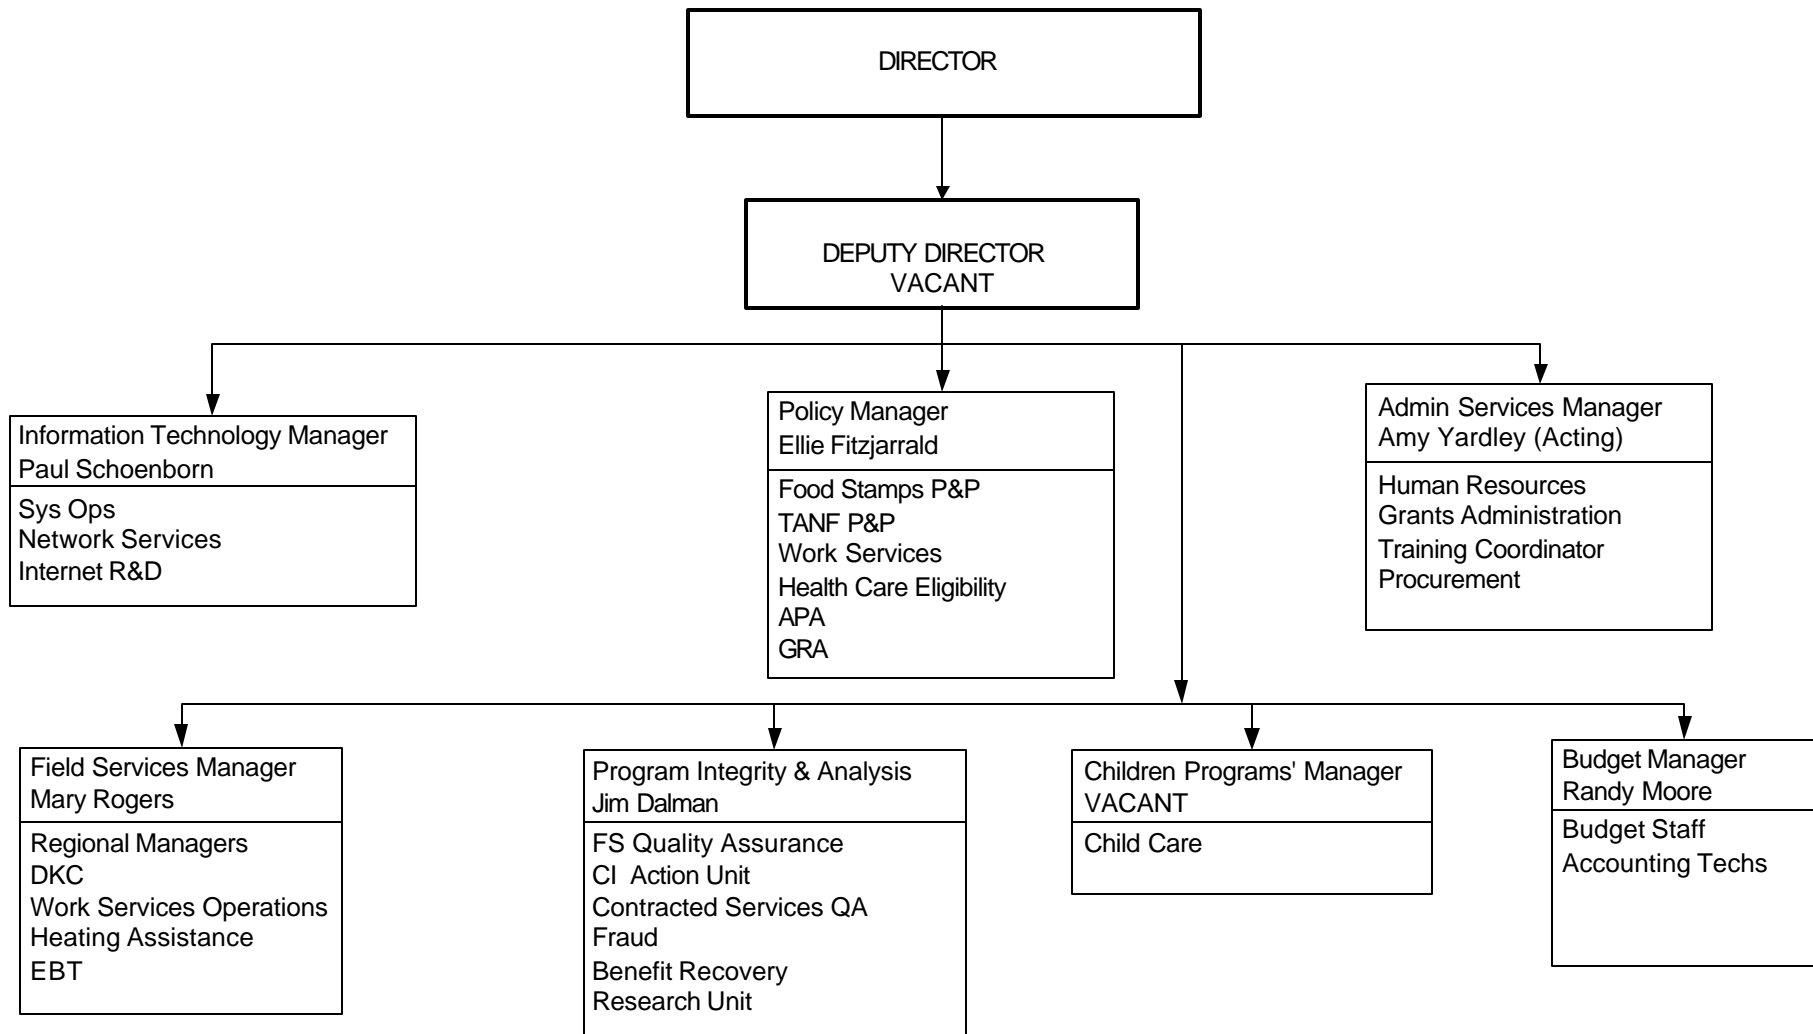 DIRECTOR
DEPUTY DIRECTOR
VACANT
Information Technology Manager
Paul Schoenborn
Sys Ops
Network Services
Internet R&D
Policy Manager
Ellie Fitzjarrald
Food Stamps P&P
TANF P&P
Work Services
Health Care Eligibility
APA
GRA
Admin Services Manager
Amy Yardley (Acting)
Human Resources
Grants Administration
Training Coordinator
Procurement
Field Services Manager
Mary Rogers
Regional Managers
DKC
Work Services Operations
Heating Assistance
EBT
Program Integrity & Analysis
Jim Dalman
FS Quality Assurance
CI Action Unit
Contracted Services QA
Fraud
Benefit Recovery
Research Unit
Children Programs' Manager
VACANT
Child Care
Budget Manager
Randy Moore
Budget Staff
Accounting Techs